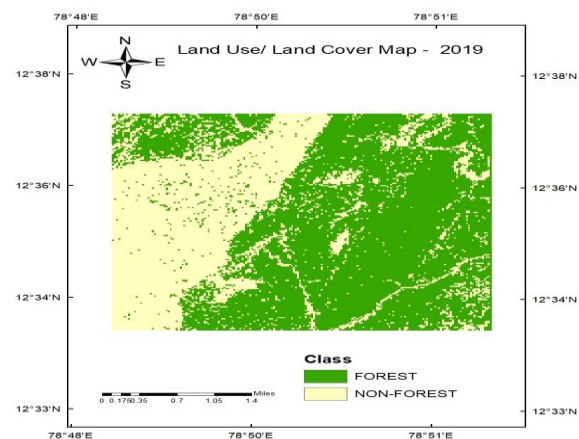 78°48'E 78°50'E 78°51'E
Land Use/ Land Cover Map - 2019
N
W E
S
12°38'N 12°38'N
12°36'N 12°36'N
12°34'N 12°34'N
Class
FOREST
NON-FOREST
Miles
0 0.1750.35 0.7 1.05 1.4
12°33'N 12°33'N
78°48'E 78°50'E 78°51'E